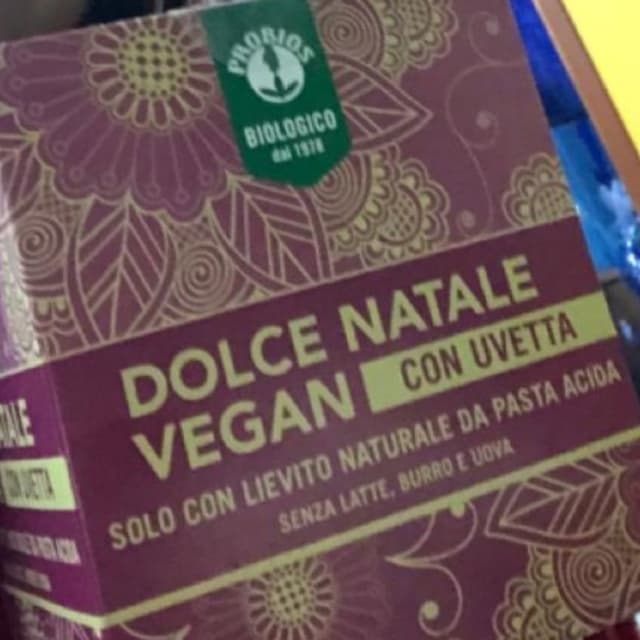 PROBIOS
BIOLOGICO
dal 1978
DOLCE NATALE
VEGAN CON UVETTA
SOLO CON LIEVITO NATURALE DA PASTA ACIDA
SENZA LATTE, BURRO E UOVA
ALE
CON UVETTA